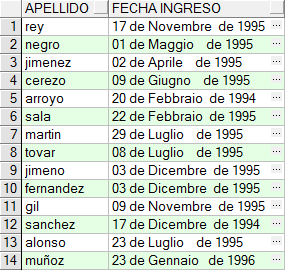 APELLIDO FECHA INGRESO
1 rey 17 de Novembre de 1995 ...
2 negro 01 de Maggio de 1995 ...
3 jimenez 02 de Aprile de 1995 ...
4 cerezo 09 de Giugno de 1995 ...
5 arroyo 20 de Febbraio de 1994 ...
6 sala 22 de Febbraio de 1995 ...
7 martin 29 de Luglio de 1995 ...
8 tovar 08 de Luglio de 1995 ...
9 jimeno 03 de Dicembre de 1995 ...
10 fernandez 03 de Dicembre de 1995 ...
11 gil 09 de Novembre de 1995 ...
12 sanchez 17 de Dicembre de 1994 ...
13 alonso 23 de Luglio de 1995 ...
14 muñoz 23 de Gennaio de 1996 ...